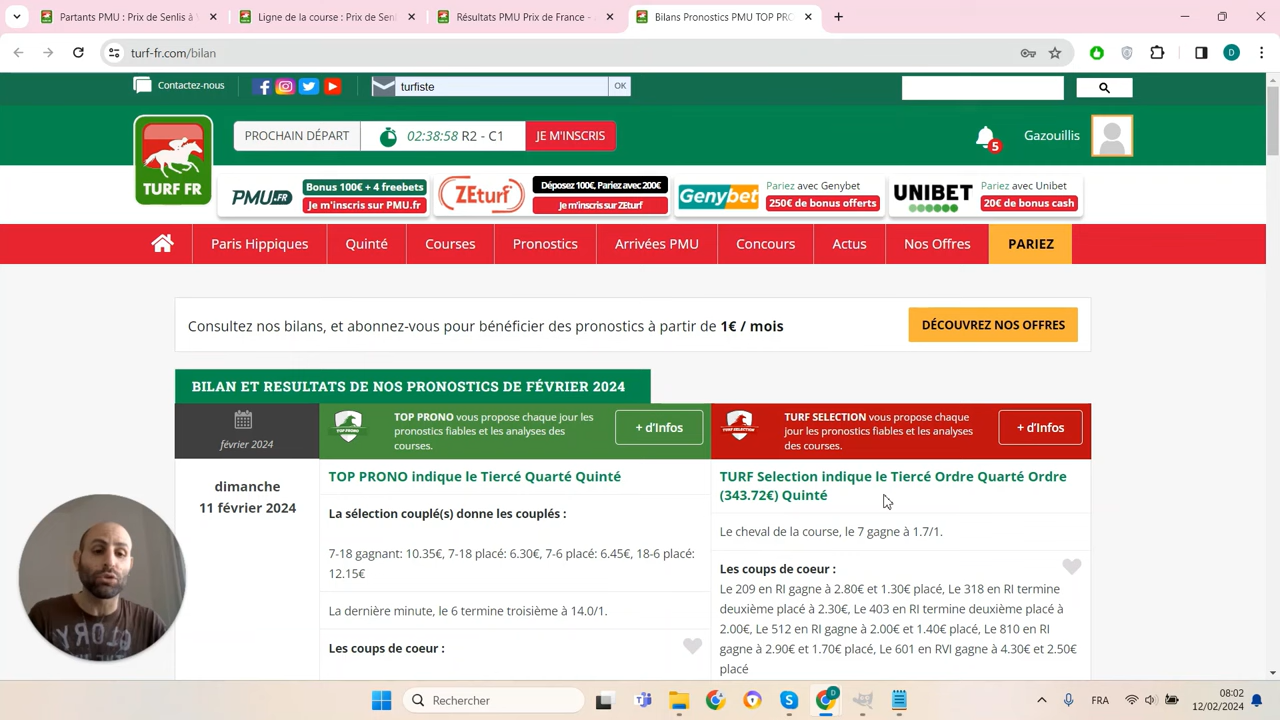 Partants PMU : Prix de Senlis à V
Ligne de la course : Prix de Senl
Résultats PMU Prix de France -
Bilans Pronostics PMU TOP PRO
turf-fr.com/bilan
D
Contactez-nous
turfiste
OK
TURF FR
PROCHAIN DÉPART
02:38:58 R2 - C1
JE M'INSCRIS
5
Gazouillis
PMU.FR
Bonus 100€ + 4 freebets
Je m'inscris sur PMU.fr
ZEturf
Déposez 100€, Pariez avec 200€
Je m'inscris sur ZEturf
Genybet
Pariez avec Genybet
250€ de bonus offerts
UNIBET
Pariez avec Unibet
20€ de bonus cash
Paris Hippiques
Quinté
Courses
Pronostics
Arrivées PMU
Concours
Actus
Nos Offres
PARIEZ
Consultez nos bilans, et abonnez-vous pour bénéficier des pronostics à partir de 1€ / mois
DÉCOUVREZ NOS OFFRES
BILAN ET RESULTATS DE NOS PRONOSTICS DE FÉVRIER 2024
février 2024
TOP PRONO
TOP PRONO vous propose chaque jour les
pronostics fiables et les analyses des
courses.
+ d'Infos
TURF SELECTION
TURF SELECTION vous propose chaque
jour les pronostics fiables et les analyses
des courses.
+ d'Infos
dimanche
11 février 2024
TOP PRONO indique le Tiercé Quarté Quinté
La sélection couplé(s) donne les couplés :
7-18 gagnant: 10.35€, 7-18 placé: 6.30€, 7-6 placé: 6.45€, 18-6 placé:
12.15€
La dernière minute, le 6 termine troisième à 14.0/1.
Les coups de coeur :
TURF Selection indique le Tiercé Ordre Quarté Ordre
(343.72€) Quinté
Le cheval de la course, le 7 gagne à 1.7/1.
Les coups de coeur :
Le 209 en RI gagne à 2.80€ et 1.30€ placé, Le 318 en RI termine
deuxième placé à 2.30€, Le 403 en RI termine deuxième placé à
2.00€, Le 512 en RI gagne à 2.00€ et 1.40€ placé, Le 810 en RI
gagne à 2.90€ et 1.70€ placé, Le 601 en RVI gagne à 4.30€ et 2.50€
placé
GLORY
Rechercher
D
FRA
08:02
12/02/2024